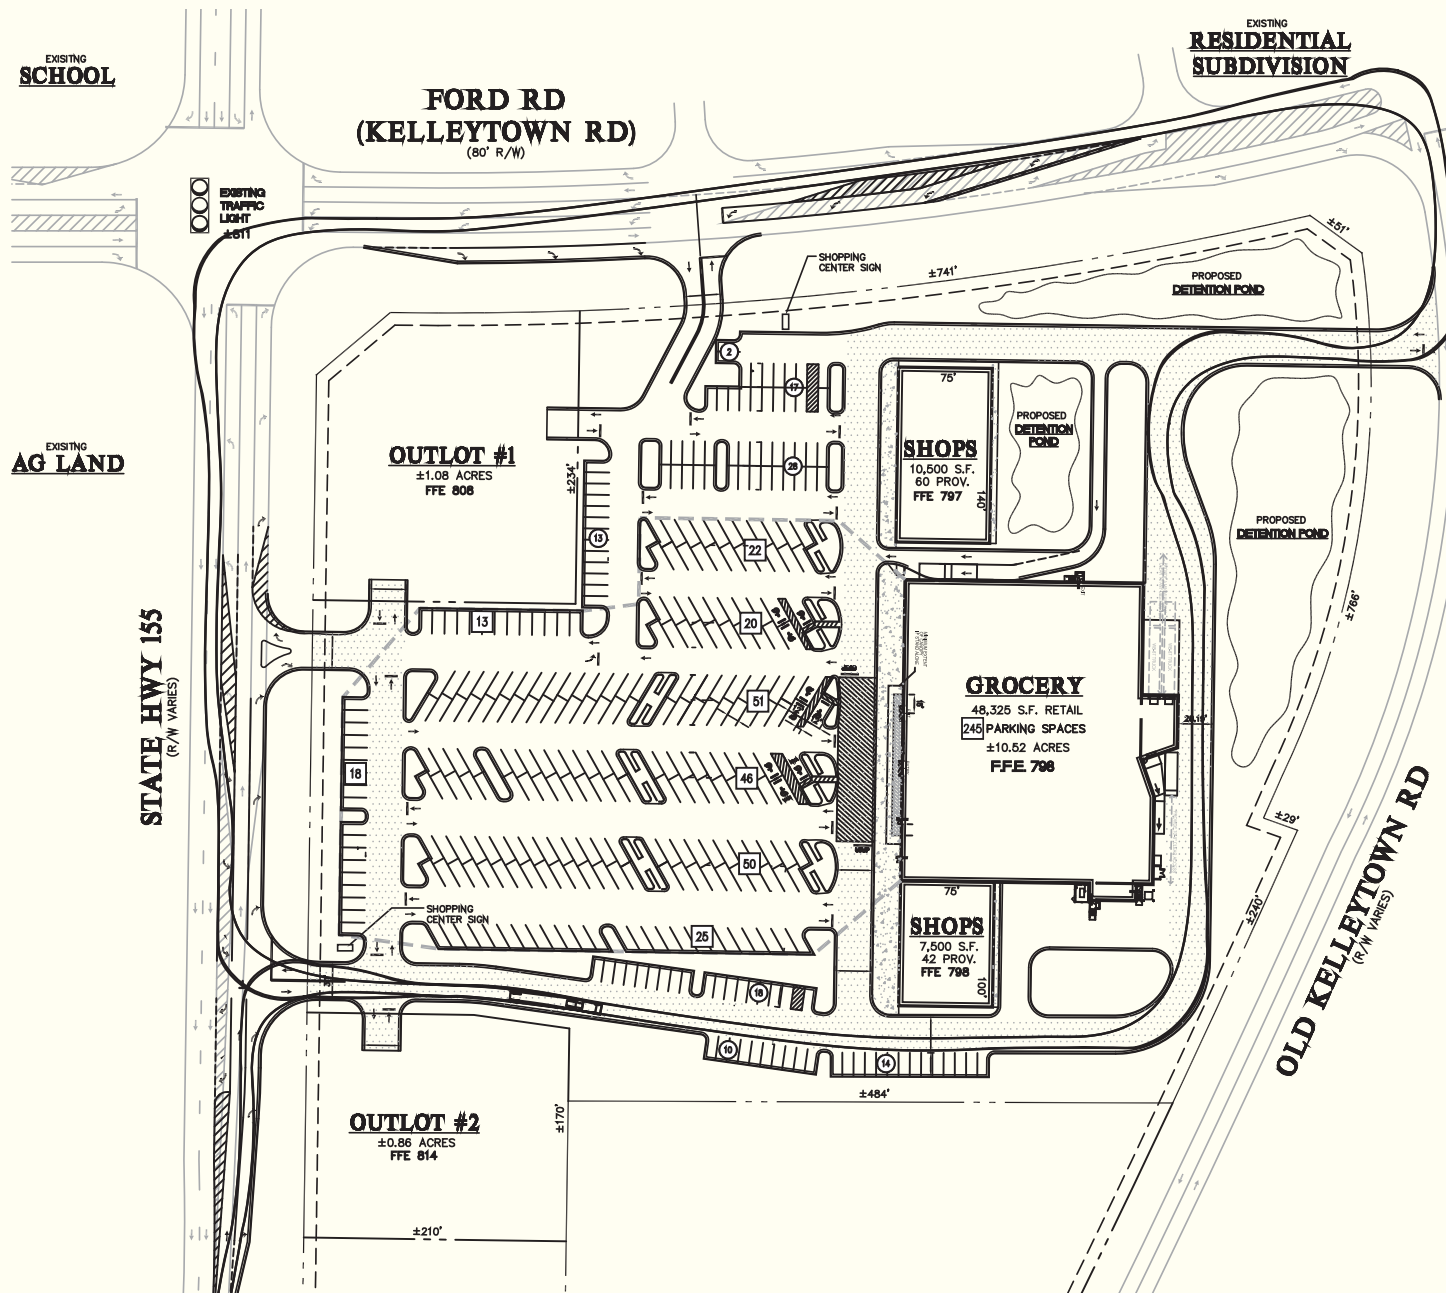 EXISITNG
SCHOOL
FORD RD
(KELLEYTOWN RD)
(80' R/W)
EXISTING
RESIDENTIAL
SUBDIVISION
EXISTING
TRAFFIC
LIGHT
±811
SHOPPING
CENTER SIGN
±741'
±51'
PROPOSED
DETENTION POND
2
17
75'
SHOPS
10,500 S.F.
60 PROV.
FFE 797
140'
PROPOSED
DETENTION
POND
EXISITNG
AG LAND
OUTLOT #1
±1.08 ACRES
FFE 808
±234'
28
13
22
PROPOSED
DETENTION POND
±766'
13
20
STATE HWY 155
(R/W VARIES)
51
GROCERY
48,325 S.F. RETAIL
245 PARKING SPACES
±10.52 ACRES
F.F.E. 798
18
46
±29'
50
±240'
OLD KELLEYTOWN RD
(R/W VARIES)
SHOPPING
CENTER SIGN
25
75'
SHOPS
7,500 S.F.
42 PROV.
FFE 798
100'
18
10
14
±484'
OUTLOT #2
±0.86 ACRES
FFE 814
±170'
±210'